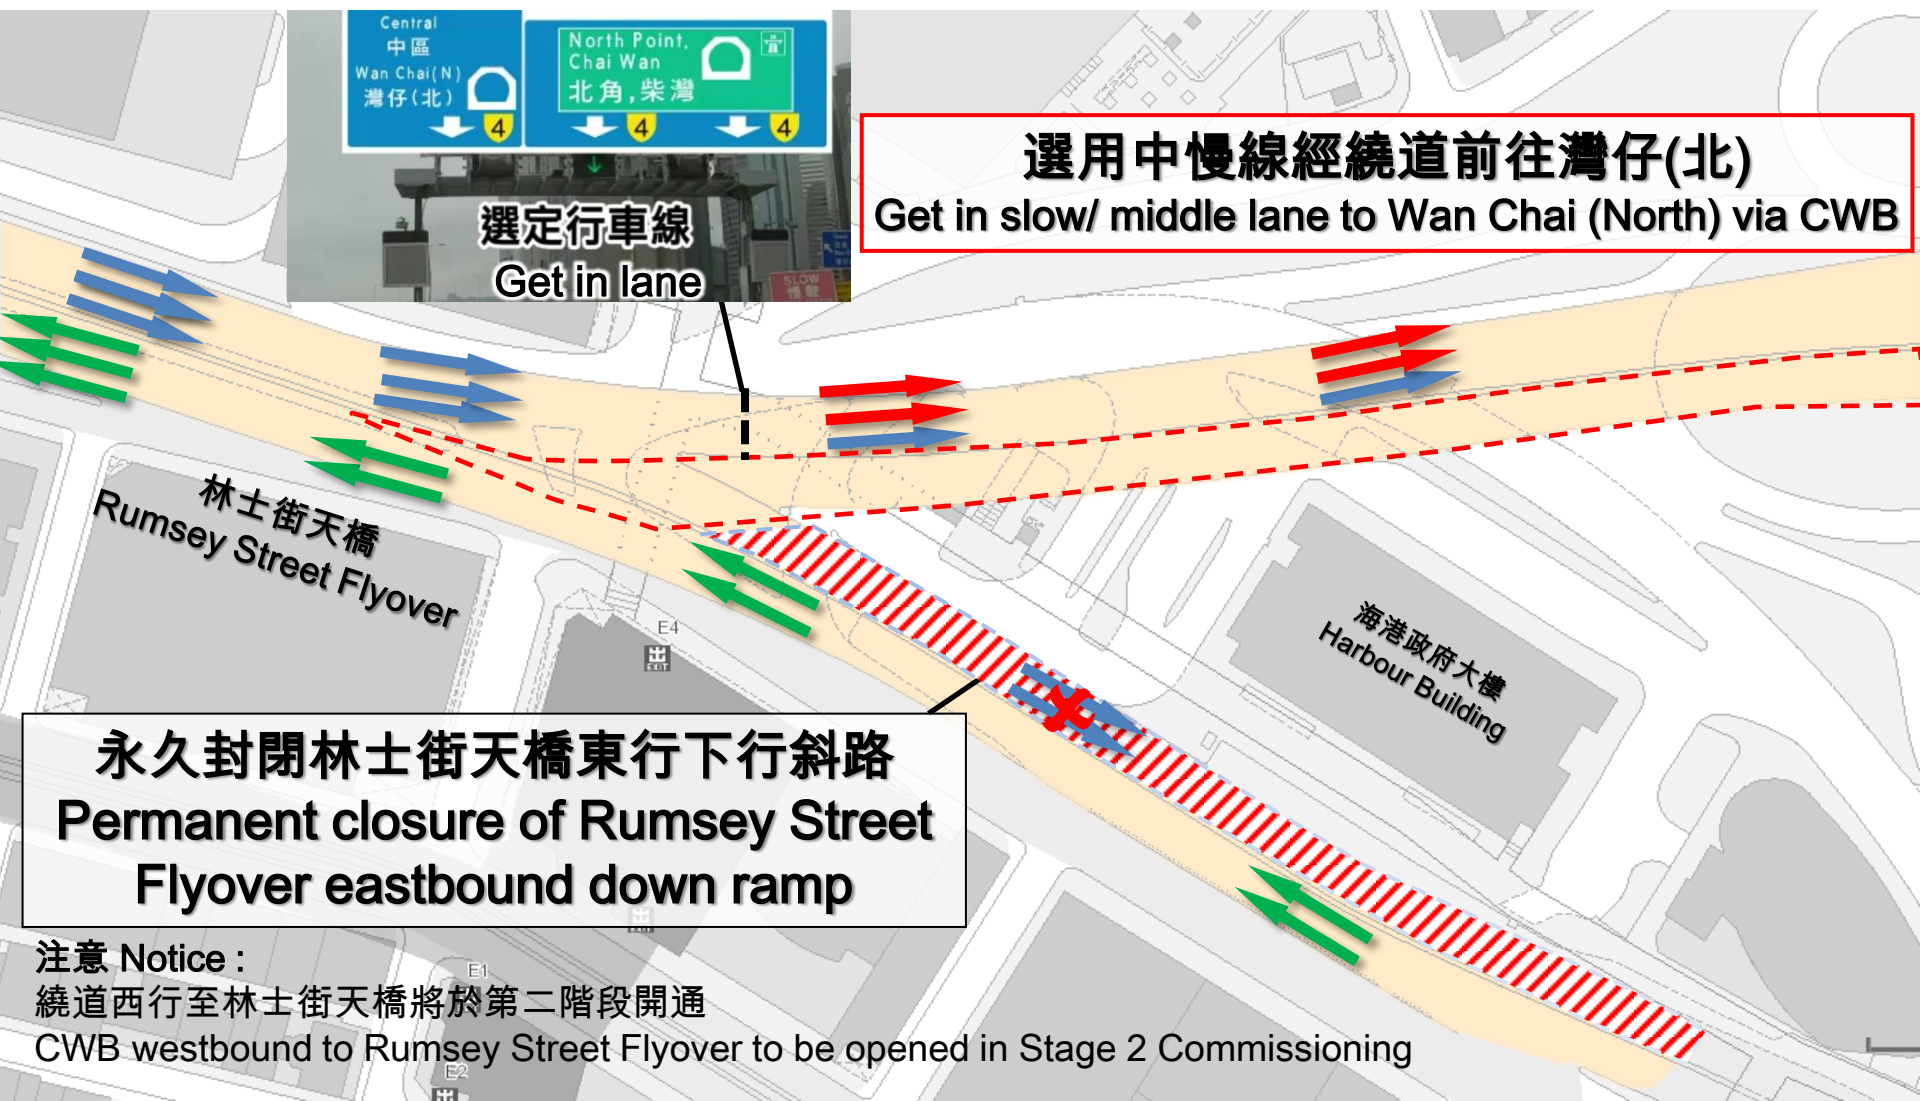 Central
中區
Wan Chai(N)
灣仔(北)
4
North Point,
Chai Wan
北角,柴灣
4
4
SLOW
選定行車線
Get in lane
選用中慢線經繞道前往灣仔(北)
Get in slow/ middle lane to Wan Chai (North) via CWB
林士街天橋
Rumsey Street Flyover
E4
出
EXIT
海港政府大樓
Harbour Building
永久封閉林士街天橋東行下行斜路
Permanent closure of Rumsey Street
Flyover eastbound down ramp
注意 Notice :
E1
繞道西行至林士街天橋將於第二階段開通
CWB westbound to Rumsey Street Flyover to be opened in Stage 2 Commissioning
E2